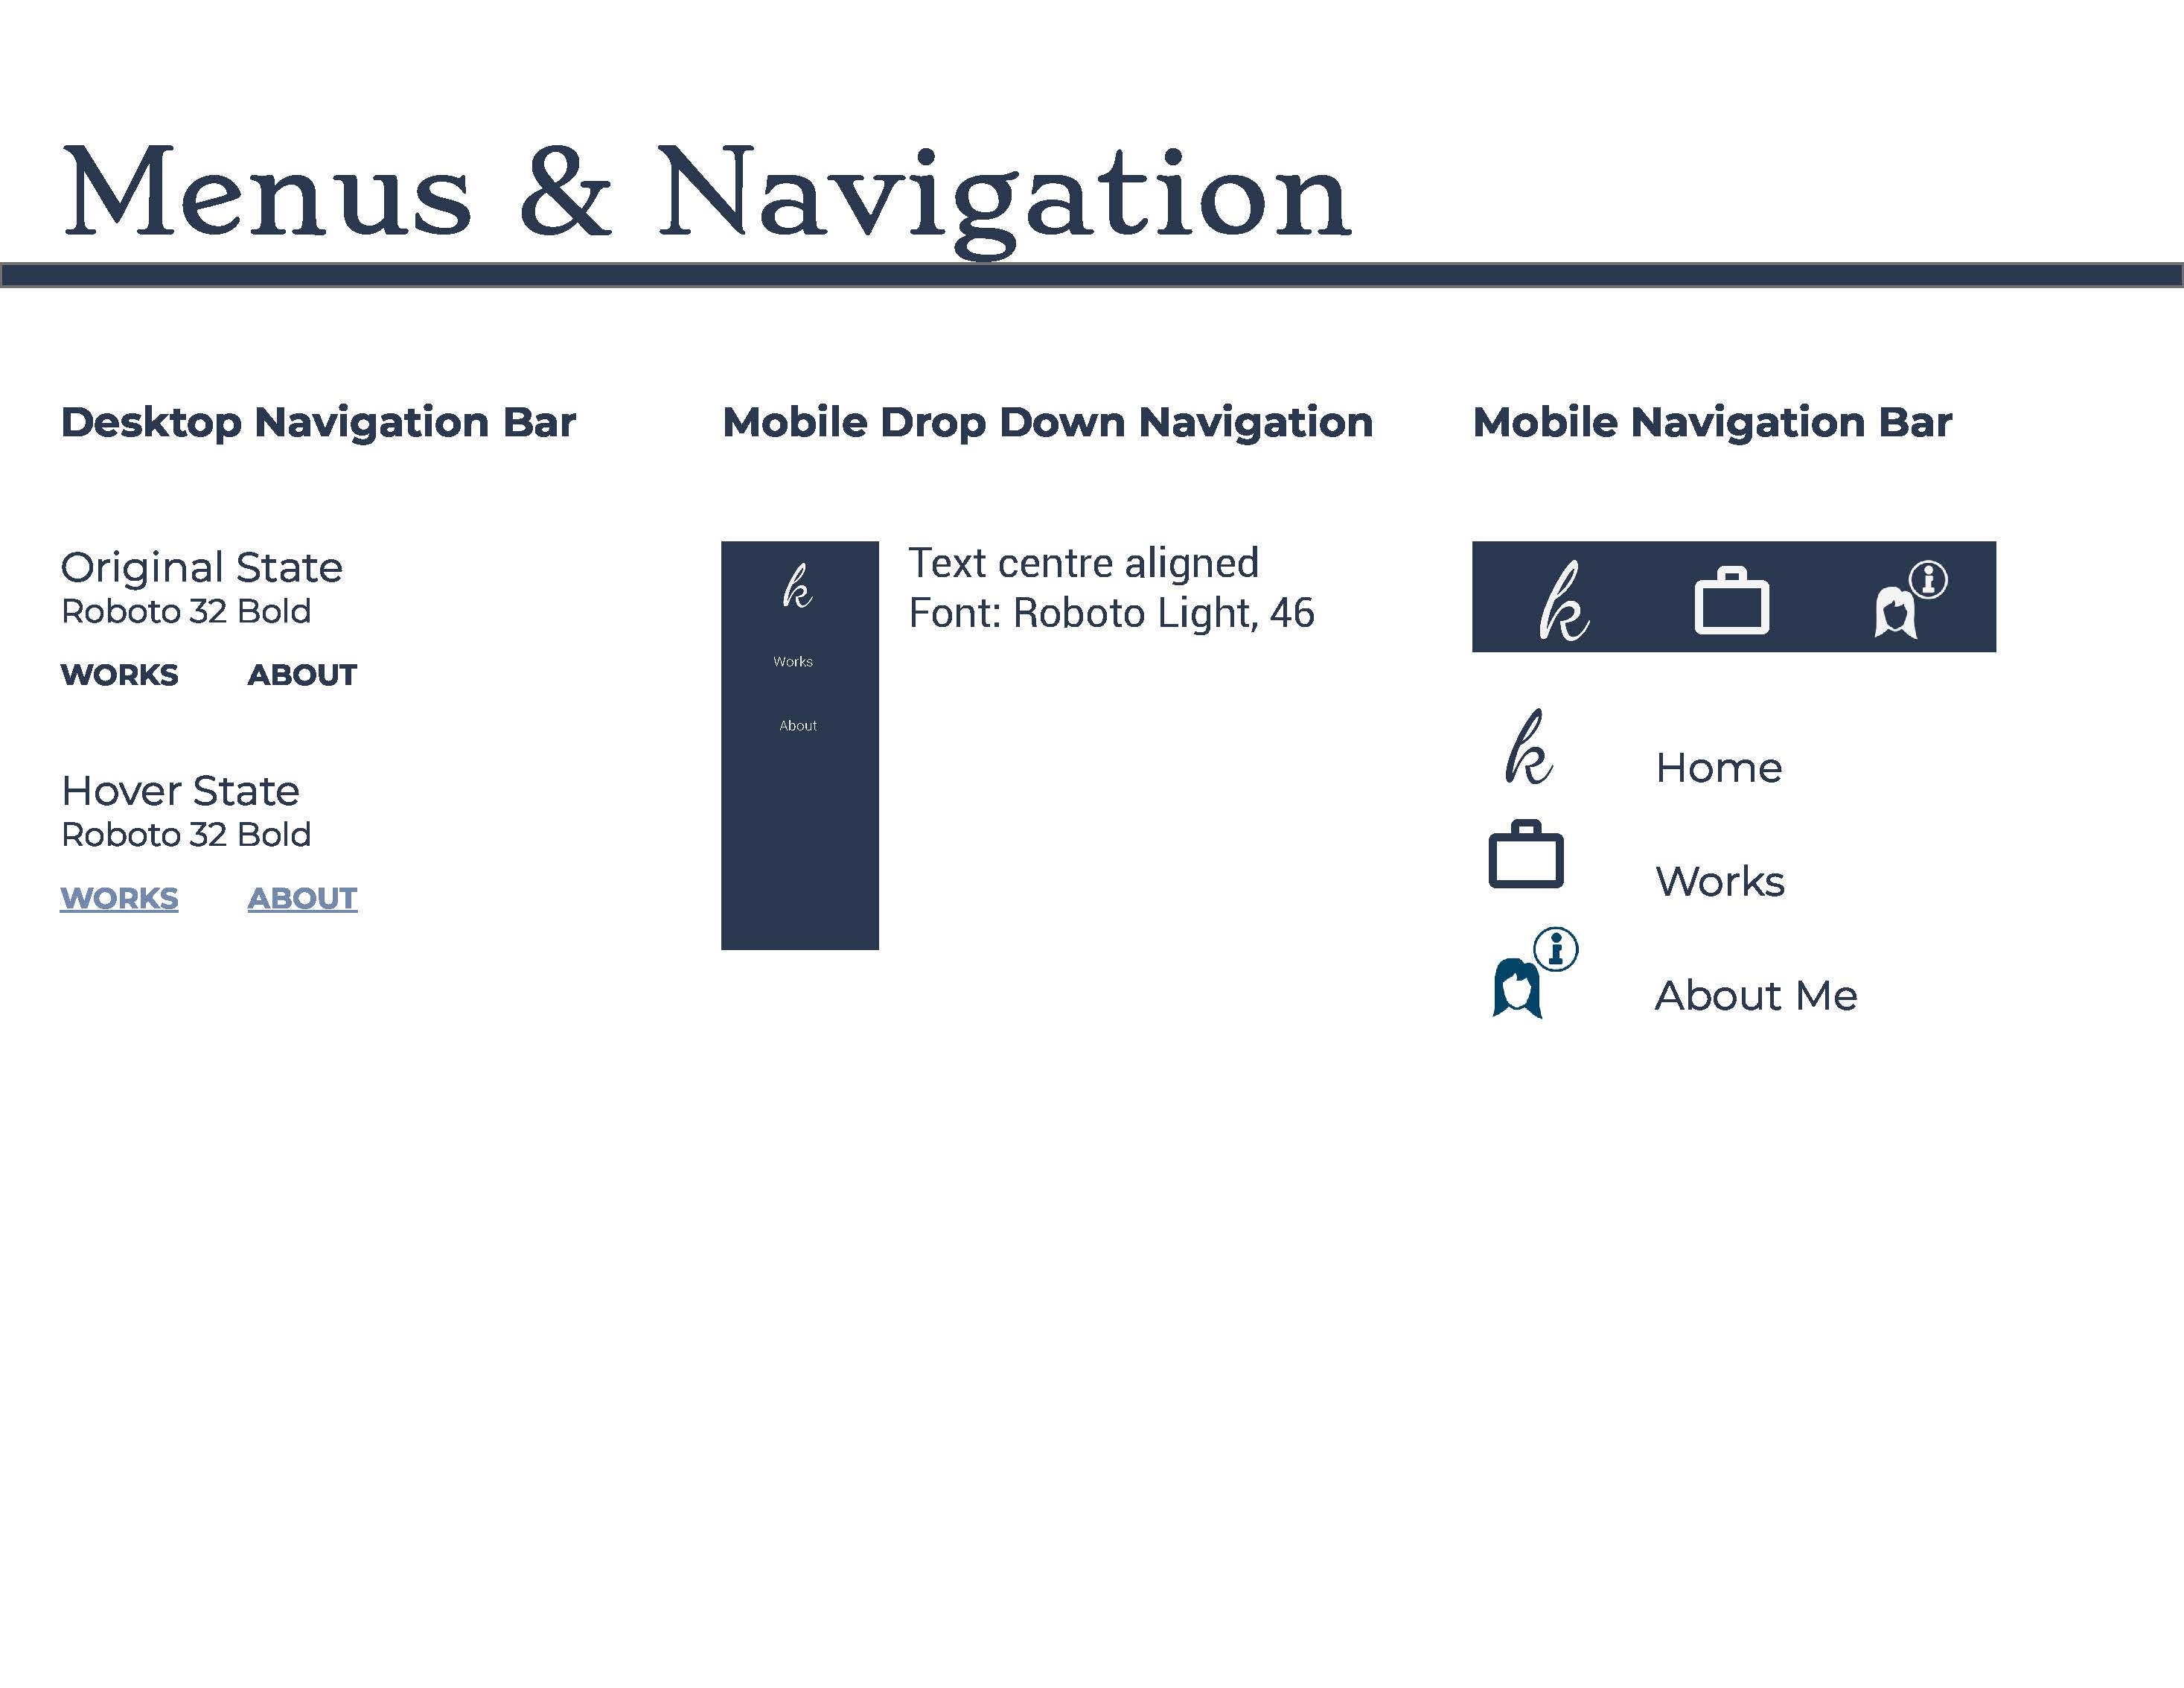 Menus & Navigation
Desktop Navigation Bar
Original State
Roboto 32 Bold
WORKS ABOUT
Hover State
Roboto 32 Bold
WORKS ABOUT
Mobile Drop Down Navigation
k
Works
About
Text centre aligned
Font: Roboto Light, 46
Mobile Navigation Bar
k
i
k
Home
Works
i
About Me